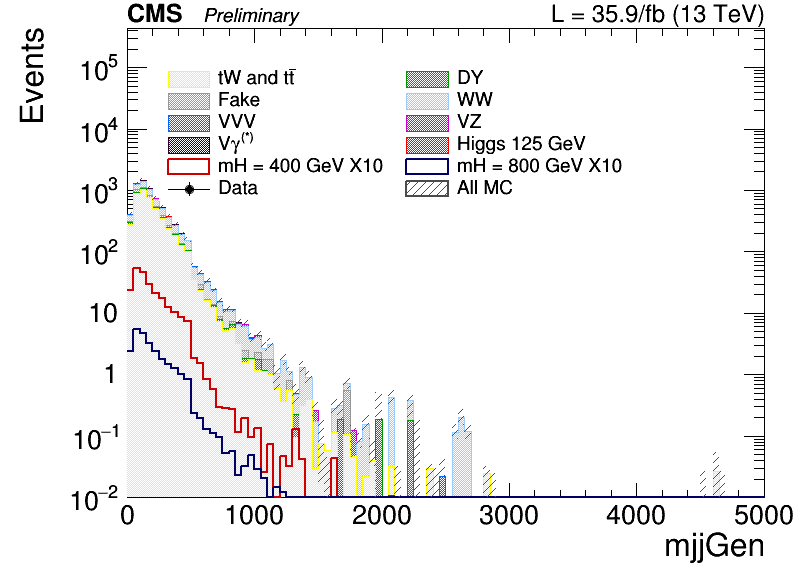 CMS Preliminary L = 35.9/fb (13 TeV)
Events
10⁵
10⁴
10³
10²
10
1
10⁻¹
10⁻²
tW and tt̄
DY
Fake
WW
VVV
VZ
Vγ(*)
Higgs 125 GeV
mH = 400 GeV X10
mH = 800 GeV X10
Data
All MC
0 1000 2000 3000 4000 5000
mjjGen